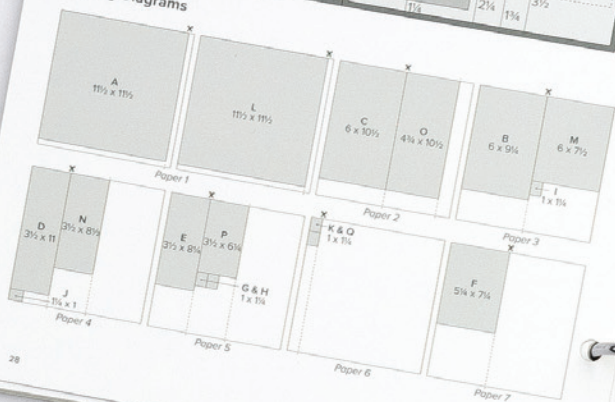 1¼
2¼
1¾
3½
x
x
x
x
A
11½ x 11½
L
11½ x 11½
C
6 x 10½
O
4¾ x 10½
B
6 x 9¼
M
6 x 7½
I
1 x 1¼
Paper 1
Paper 2
Paper 3
x
x
x
x
D
3½ x 11
N
3½ x 8½
J
1¼ x 1
E
3½ x 8¼
P
3½ x 6¼
G & H
1 x 1¼
K & Q
1 x 1¼
F
5¼ x 7¼
Paper 4
Paper 5
Paper 6
Paper 7
28